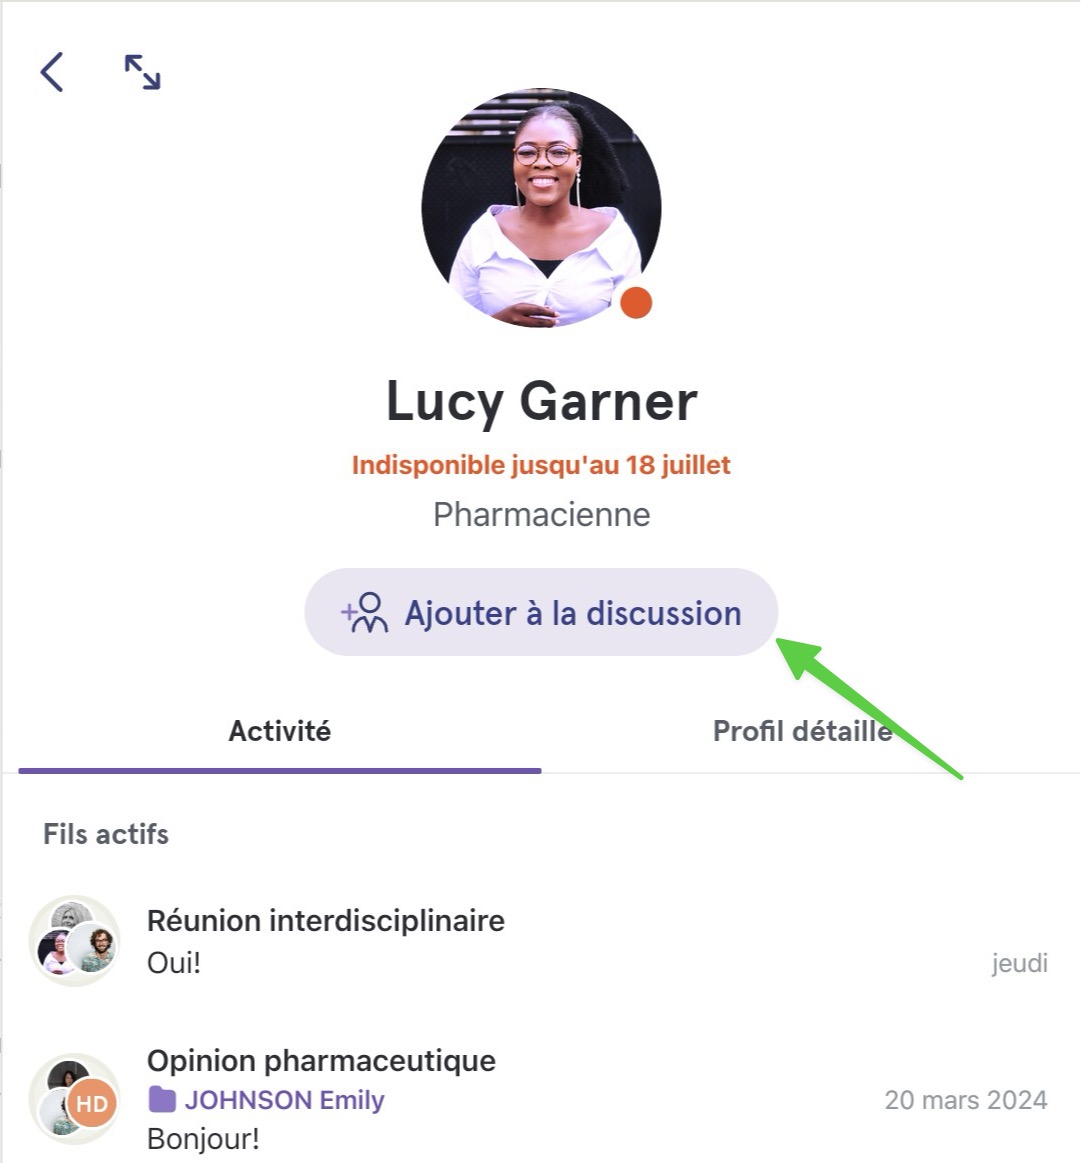 Lucy Garner
Indisponible jusqu'au 18 juillet
Pharmacienne
Ajouter à la discussion
Activité
Profil détaillé
Fils actifs
Réunion interdisciplinaire
Oui!
jeudi
Opinion pharmaceutique
HD
JOHNSON Emily
20 mars 2024
Bonjour!